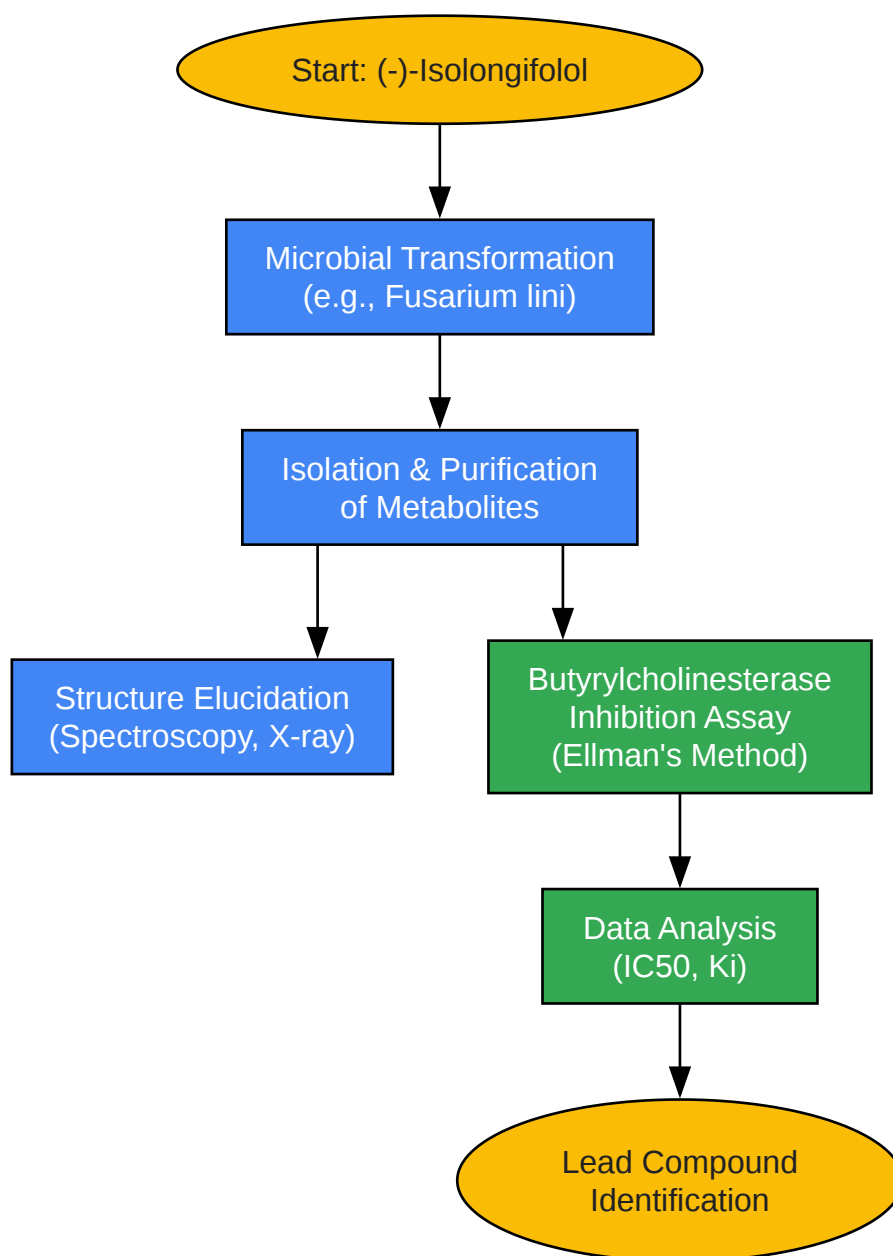 Start: (-)-Isolongifolol
Microbial Transformation
(e.g., Fusarium lini)
Isolation & Purification
of Metabolites
Structure Elucidation
(Spectroscopy, X-ray)
Butyrylcholinesterase
Inhibition Assay
(Ellman's Method)
Data Analysis
(IC50, Ki)
Lead Compound
Identification